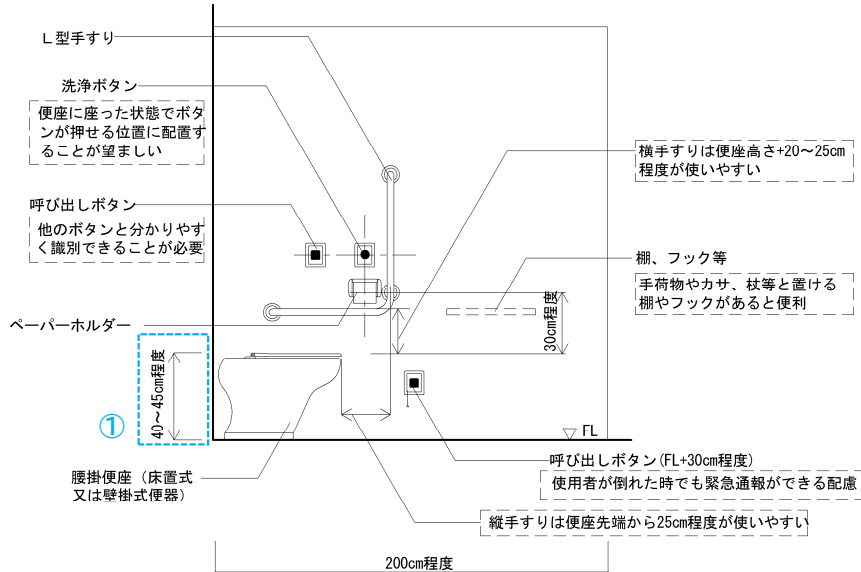 L型手すり
洗浄ボタン
便座に座った状態でボタ
ンが押せる位置に配置す
ることが望ましい
呼び出しボタン
他のボタンと分かりやす
く識別できることが必要
ペーパーホルダー
40～45cm程度
①
腰掛便座（床置式
又は壁掛式便器）
横手すりは便座高さ+20～25cm
程度が使いやすい
棚、フック等
手荷物やカサ、杖等と置ける
棚やフックがあると便利
30cm程度
FL
呼び出しボタン(FL+30cm程度)
使用者が倒れた時でも緊急通報ができる配慮
縦手すりは便座先端から25cm程度が使いやすい
200cm程度